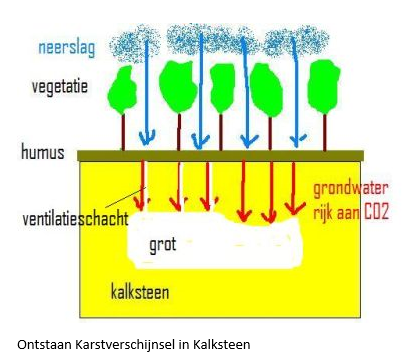 neerslag
vegetatie
humus
grondwater
rijk aan CO2
ventilatieschacht
grot
kalksteen
Ontstaan Karstverschijnsel in Kalksteen